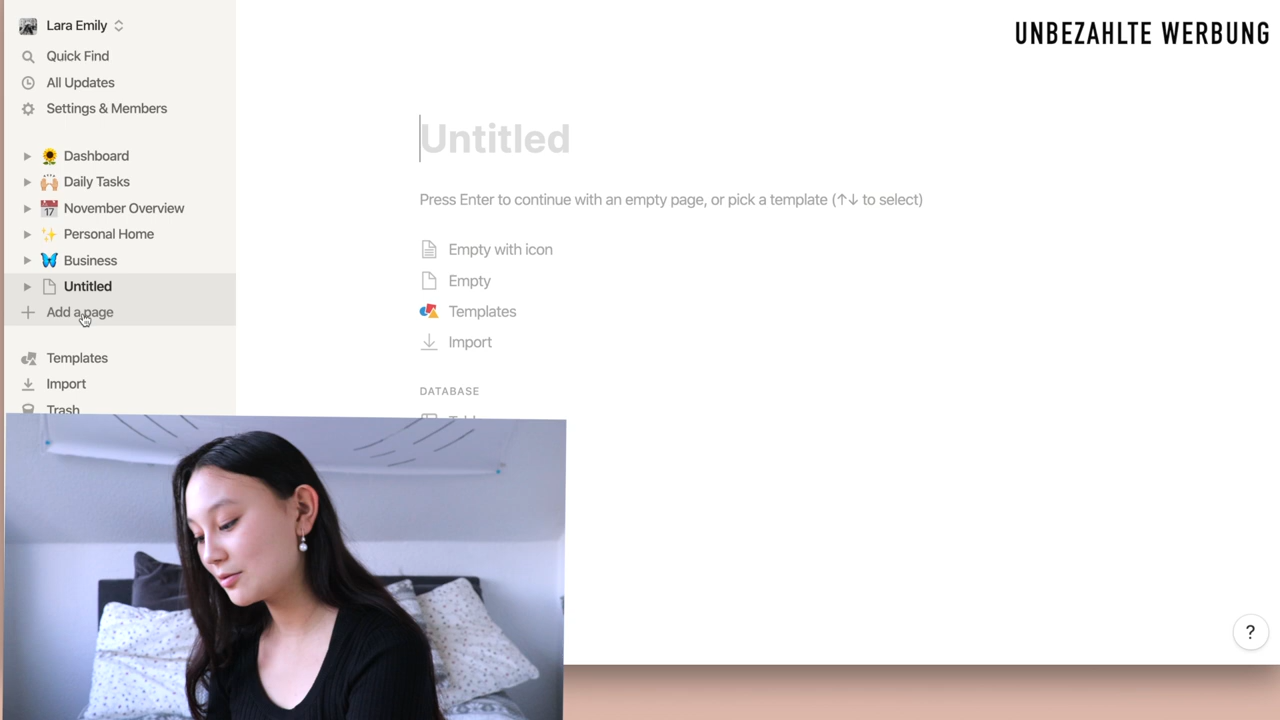 Lara Emily
Quick Find
All Updates
Settings & Members
Dashboard
Daily Tasks
17 November Overview
Personal Home
Business
Untitled
Add a page
Templates
Import
Trash
UNBEZAHLTE WERBUNG
Untitled
Press Enter to continue with an empty page, or pick a template (↑↓ to select)
Empty with icon
Empty
Templates
Import
DATABASE
?